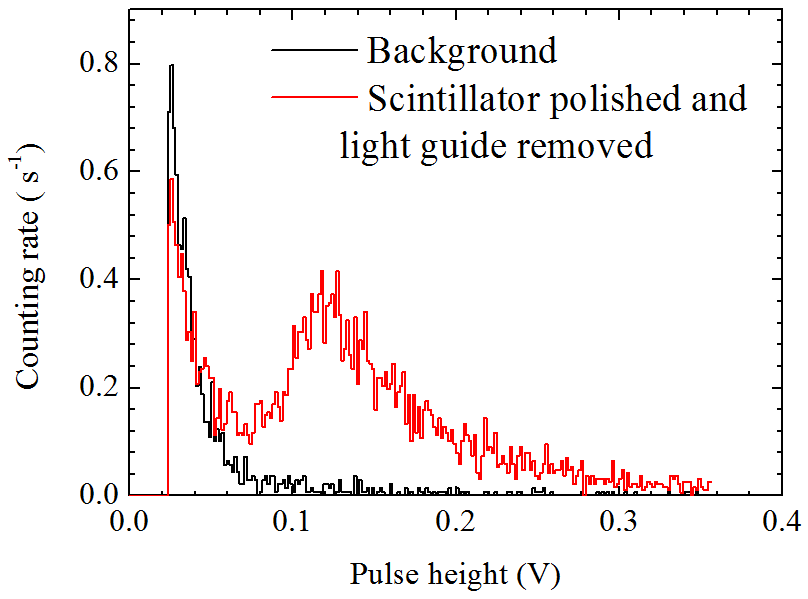 Background
Scintillator polished and
light guide removed
0.8
0.6
0.4
0.2
0.0
Counting rate ( s⁻¹)
0.0 0.1 0.2 0.3 0.4
Pulse height (V)